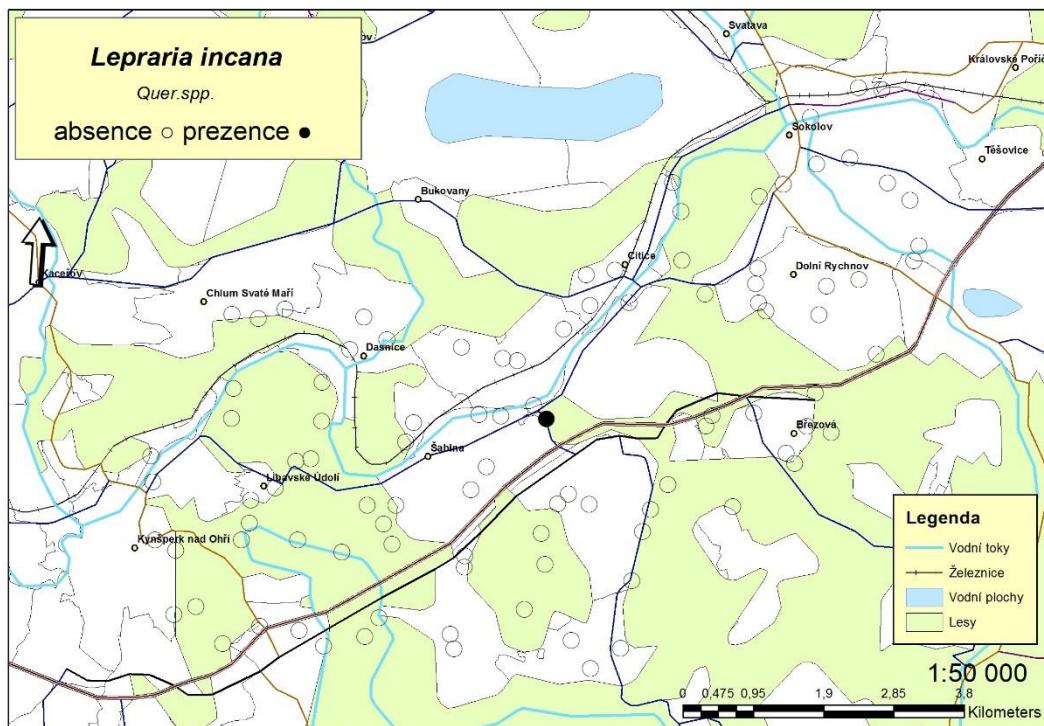 Lepraria incana
Quer.spp.
absence ○ prezence ●
Svatava
Královské Poříč
Sokolov
Těšovice
Bukovany
Citice
Dolní Rychnov
Kaceřov
Chlum Svaté Maří
Dasnice
Březová
Šabina
Libavské Údolí
Kynšperk nad Ohří
Legenda
Vodní toky
Železnice
Vodní plochy
Lesy
1:50 000
0 0,475 0,95 1,9 2,85 3,8
Kilometers